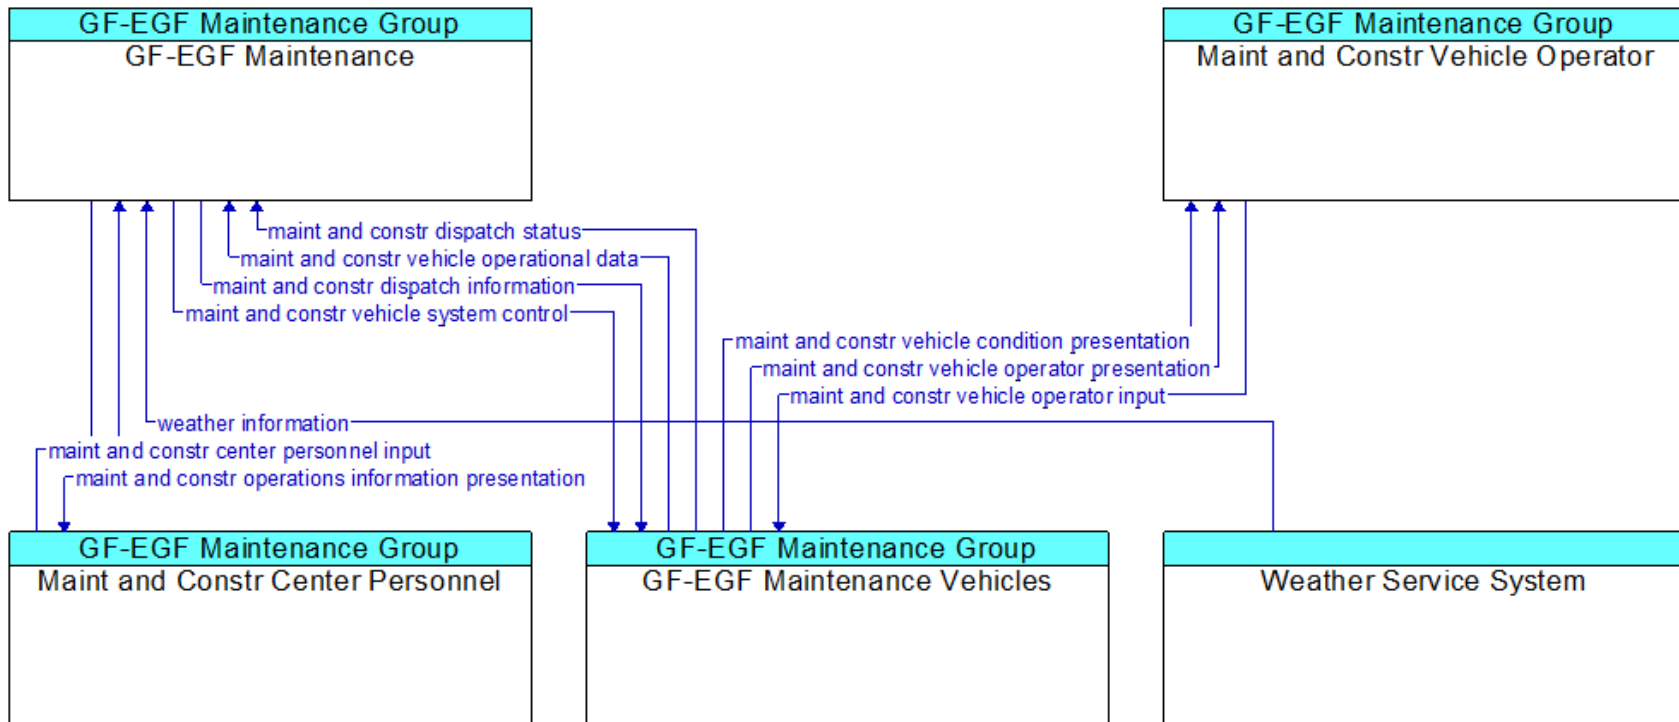 GF-EGF Maintenance Group
GF-EGF Maintenance
GF-EGF Maintenance Group
Maint and Constr Vehicle Operator
maint and constr dispatch status
maint and constr vehicle operational data
maint and constr dispatch information
maint and constr vehicle system control
maint and constr vehicle condition presentation
maint and constr vehicle operator presentation
maint and constr vehicle operator input
weather information
maint and constr center personnel input
maint and constr operations information presentation
GF-EGF Maintenance Group
Maint and Constr Center Personnel
GF-EGF Maintenance Group
GF-EGF Maintenance Vehicles
Weather Service System